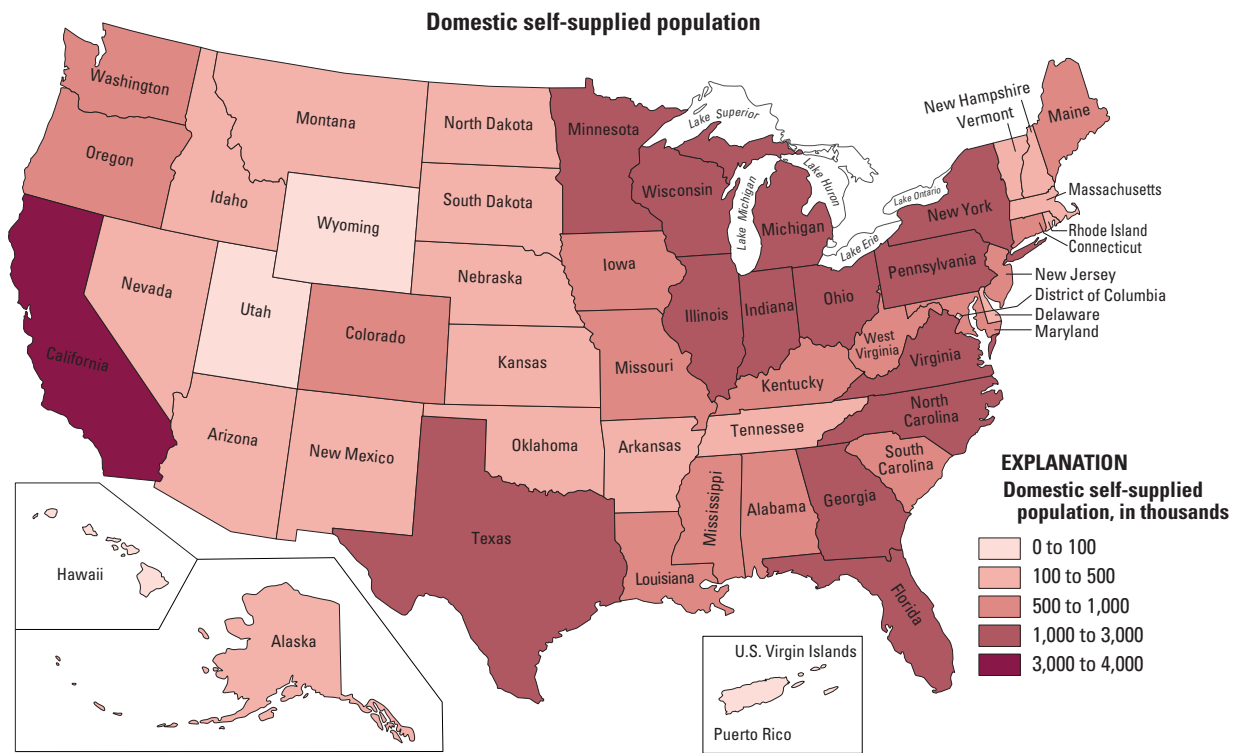 Domestic self-supplied population
Washington
Oregon
California
Nevada
Idaho
Montana
Wyoming
Utah
Arizona
Colorado
New Mexico
North Dakota
South Dakota
Nebraska
Kansas
Oklahoma
Texas
Minnesota
Iowa
Missouri
Arkansas
Louisiana
Wisconsin
Illinois
Michigan
Indiana
Ohio
Kentucky
Tennessee
Mississippi
Alabama
Georgia
Florida
South
Carolina
North
Carolina
Virginia
West
Virginia
Pennsylvania
New York
Maine
New Hampshire
Vermont
Massachusetts
Rhode Island
Connecticut
New Jersey
District of Columbia
Delaware
Maryland
Lake Superior
Lake Michigan
Lake Huron
Lake Erie
Lake Ontario
Hawaii
Alaska
U.S. Virgin Islands
Puerto Rico
EXPLANATION
Domestic self-supplied
population, in thousands
0 to 100
100 to 500
500 to 1,000
1,000 to 3,000
3,000 to 4,000